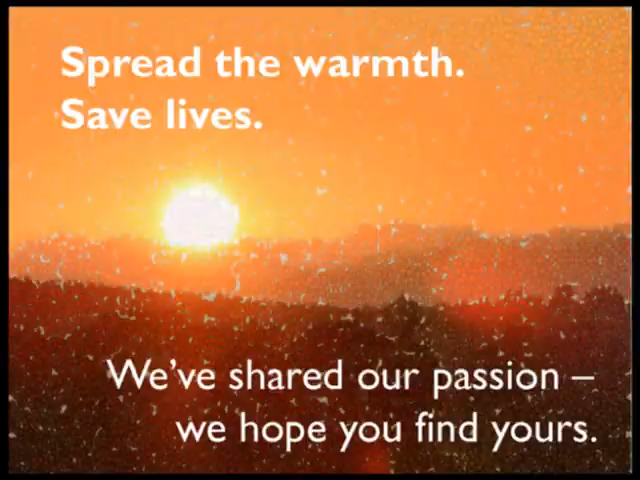 Spread the warmth.
Save lives.
We've shared our passion –
we hope you find yours.